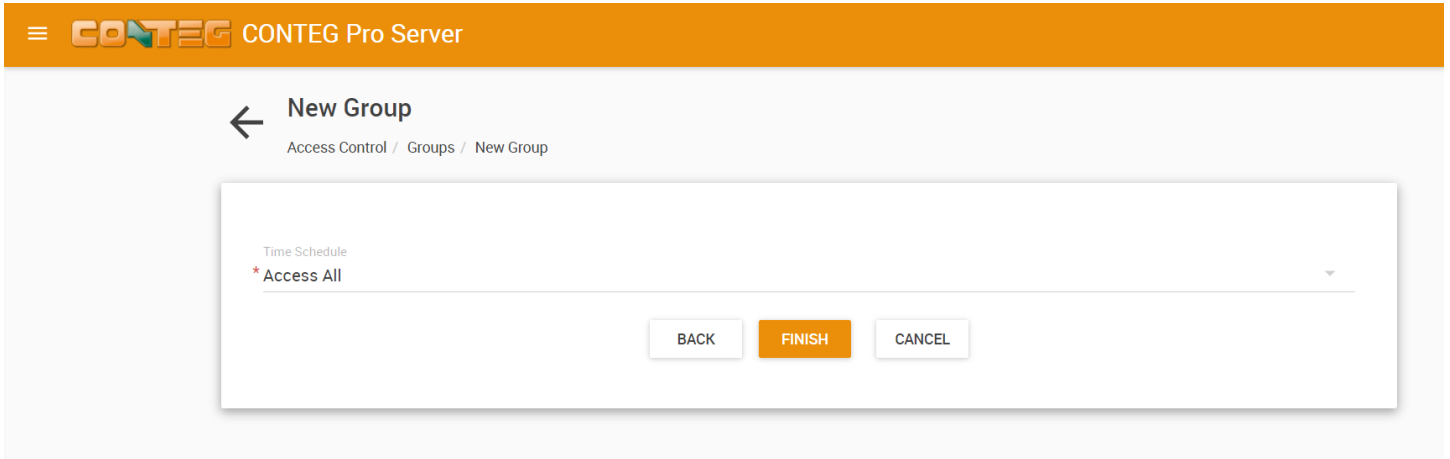 CONTEG CONTEG Pro Server
New Group
Access Control / Groups / New Group
Time Schedule
* Access All
BACK FINISH CANCEL